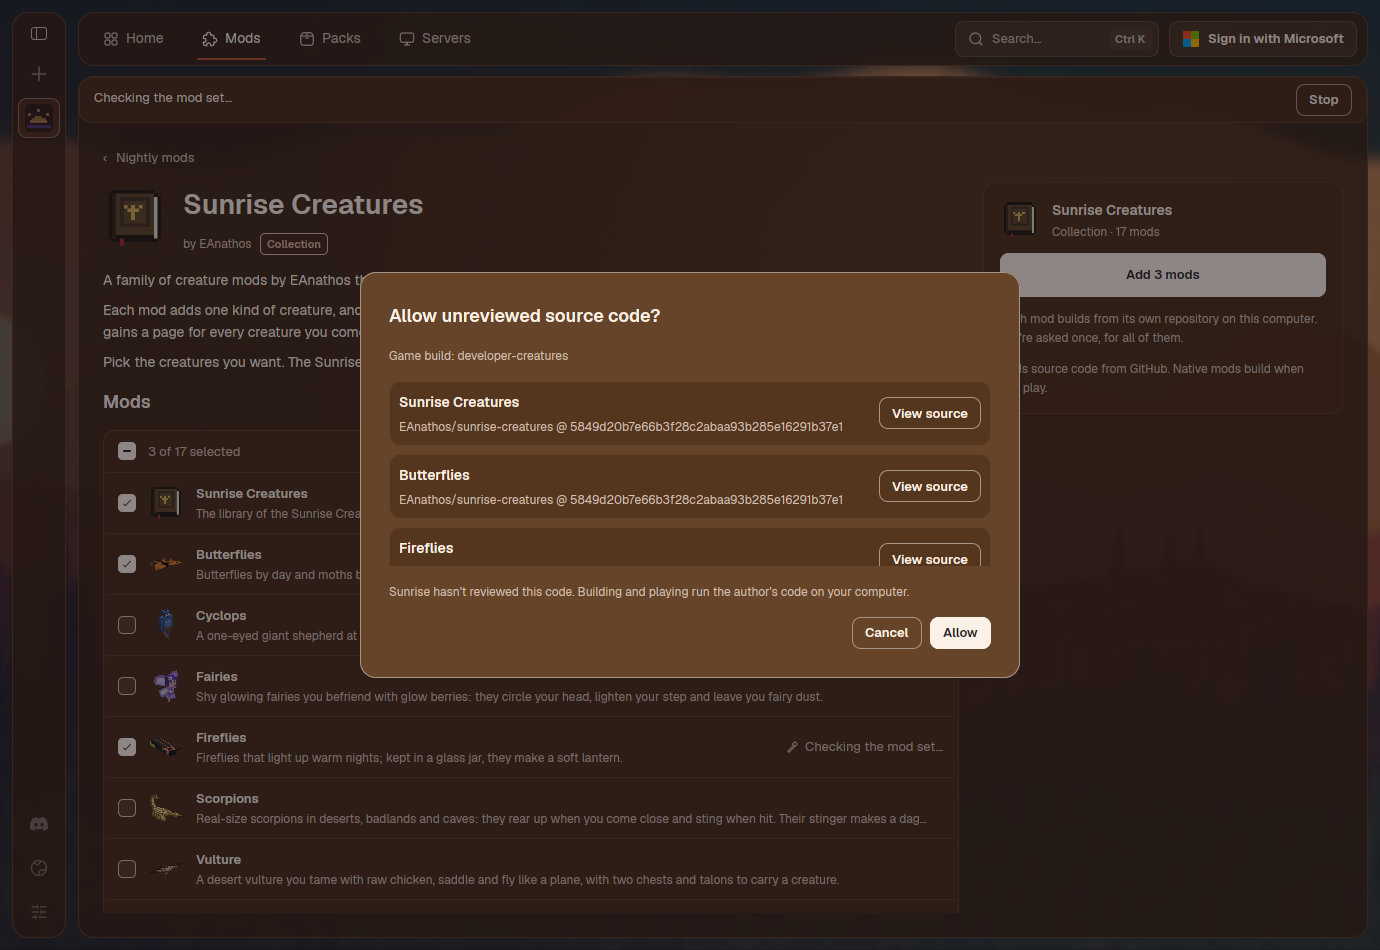 Home
Mods
Packs
Servers
Search...
Ctrl K
Sign in with Microsoft
Checking the mod set...
Stop
‹ Nightly mods
Sunrise Creatures
by EAnathos
Collection
A family of creature mods by EAnathos
Each mod adds one kind of creature, and
gains a page for every creature you
Pick the creatures you want. The Sunrise
Mods
3 of 17 selected
Sunrise Creatures
The library of the Sunrise
Butterflies
Butterflies by day and moths
Cyclops
A one-eyed giant shepherd at
Fairies
Shy glowing fairies you befriend with glow berries: they circle your head, lighten your step and leave you fairy dust.
Fireflies
Fireflies that light up warm nights; kept in a glass jar, they make a soft lantern.
Checking the mod set...
Scorpions
Real-size scorpions in deserts, badlands and caves: they rear up when you come close and sting when hit. Their stinger makes a dag...
Vulture
A desert vulture you tame with raw chicken, saddle and fly like a plane, with two chests and talons to carry a creature.
Sunrise Creatures
Collection · 17 mods
Add 3 mods
mod builds from its own repository on this computer.
asked once, for all of them.
source code from GitHub. Native mods build when
play.
Allow unreviewed source code?
Game build: developer-creatures
Sunrise Creatures
EAnathos/sunrise-creatures @ 5849d20b7e66b3f28c2abaa93b285e16291b37e1
View source
Butterflies
EAnathos/sunrise-creatures @ 5849d20b7e66b3f28c2abaa93b285e16291b37e1
View source
Fireflies
View source
Sunrise hasn't reviewed this code. Building and playing run the author's code on your computer.
Cancel
Allow